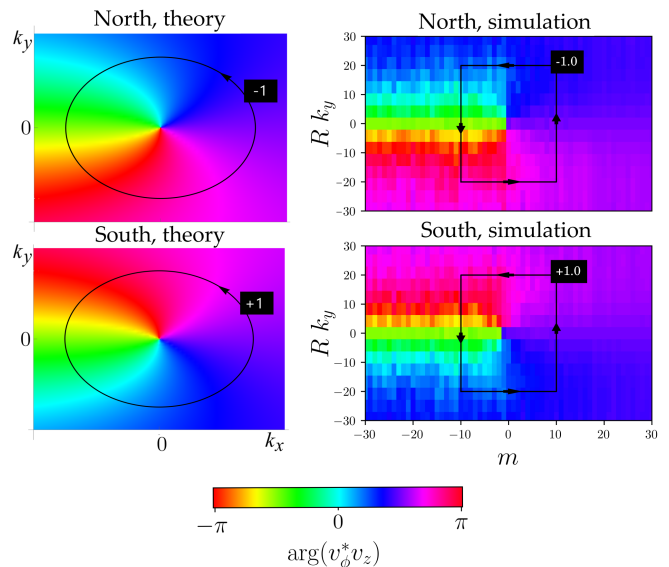 North, theory
k_y
0
-1
North, simulation
R k_y
30
20
10
0
−10
−20
−30
-1.0
South, theory
k_y
0
+1
0
k_x
South, simulation
R k_y
30
20
10
0
−10
−20
−30
+1.0
−30 −10 0 10 30
m
−π 0 π
arg(v_ϕ^* v_z)